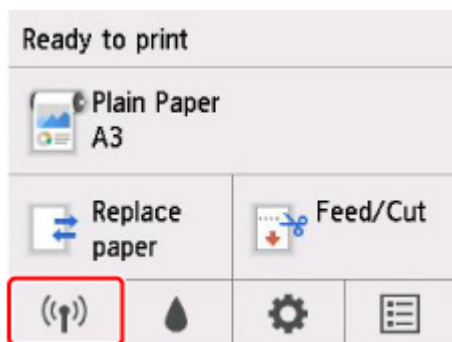 Ready to print
Plain Paper
A3
Replace
paper
Feed/Cut